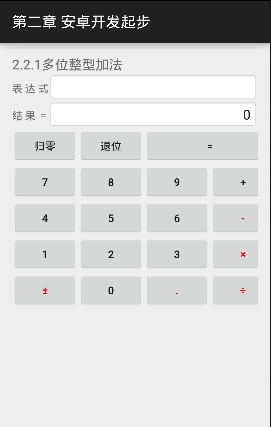 第二章 安卓开发起步
2.2.1多位整型加法
表 达 式
结 果 = 0
归零 退位 =
7 8 9 +
4 5 6 -
1 2 3 ×
± 0 . ÷